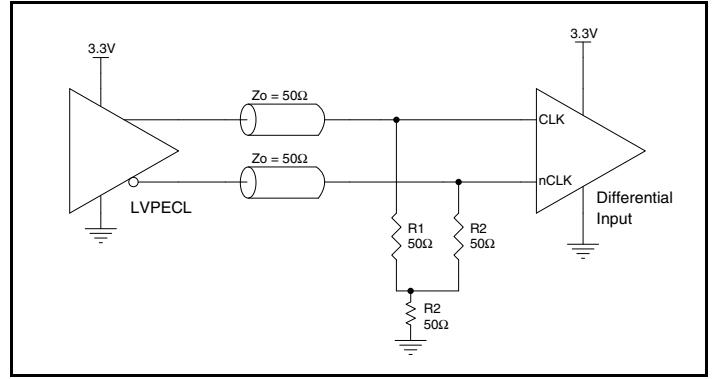 3.3V
3.3V
Zo = 50Ω
CLK
Zo = 50Ω
nCLK
LVPECL
Differential
Input
R1
50Ω
R2
50Ω
R2
50Ω